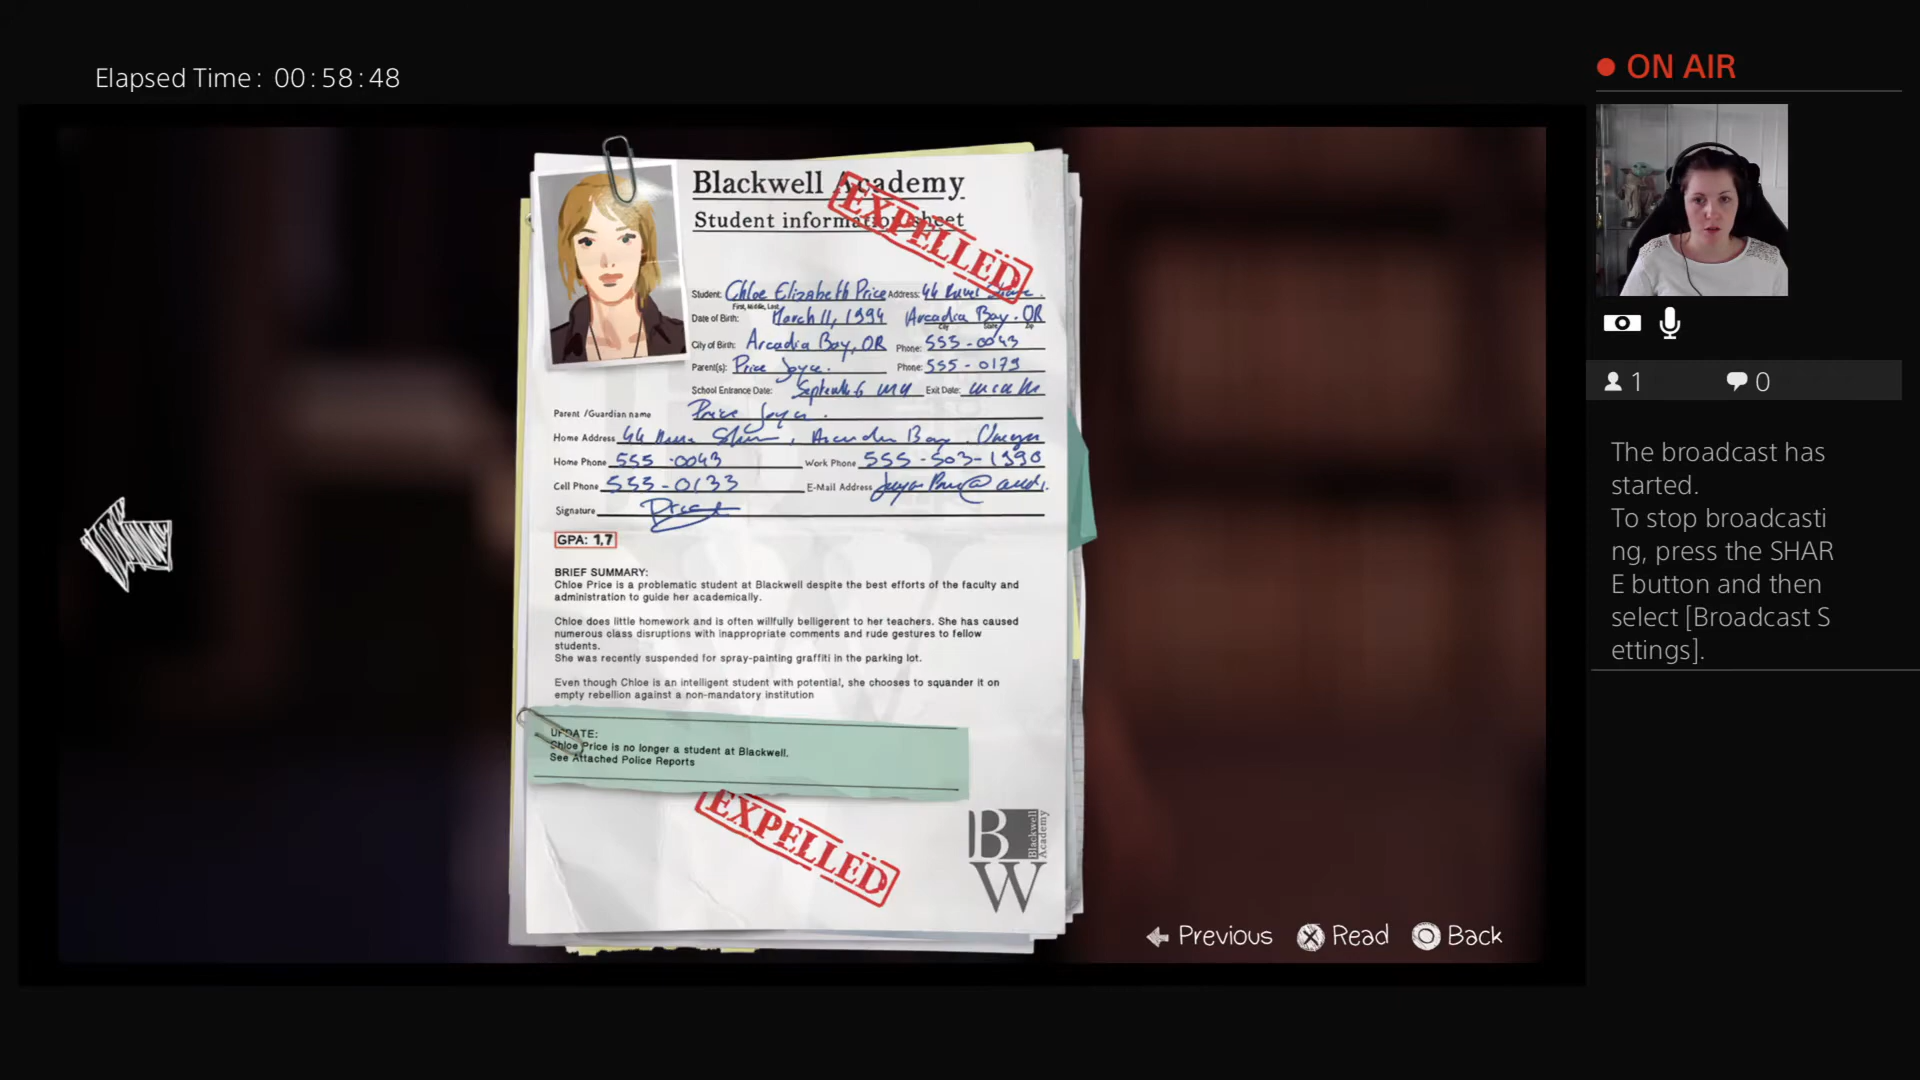 Elapsed Time: 00:58:48
ON AIR
1 0
The broadcast has
started.
To stop broadcasti
ng, press the SHAR
E button and then
select [Broadcast S
ettings].
Blackwell Academy
EXPELLED
Student information sheet
Student: Chloe Elizabeth Price Address: 44
First, Middle, Last
Date of Birth: March 11, 1994 Arcadia Bay. OR
City State Zip
City of Birth: Arcadia Bay, OR Phone: 555-0043
Parent(s): Price Joyce. Phone: 555-0173
School Entrance Date: Exit Date:
Parent /Guardian name Price Joyce.
Home Address 44
Home Phone 555-0043 Work Phone 555-503-1390
Cell Phone 555-0133 E-Mail Address
Signature
GPA: 1,7
BRIEF SUMMARY:
Chloe Price is a problematic student at Blackwell despite the best efforts of the faculty and
administration to guide her academically.
Chloe does little homework and is often willfully belligerent to her teachers. She has caused
numerous class disruptions with inappropriate comments and rude gestures to fellow
students.
She was recently suspended for spray-painting graffiti in the parking lot.
Even though Chloe is an intelligent student with potential, she chooses to squander it on
empty rebellion against a non-mandatory institution
UPDATE:
Chloe Price is no longer a student at Blackwell.
See Attached Police Reports
EXPELLED
BW
Blackwell
Academy
Previous Read Back